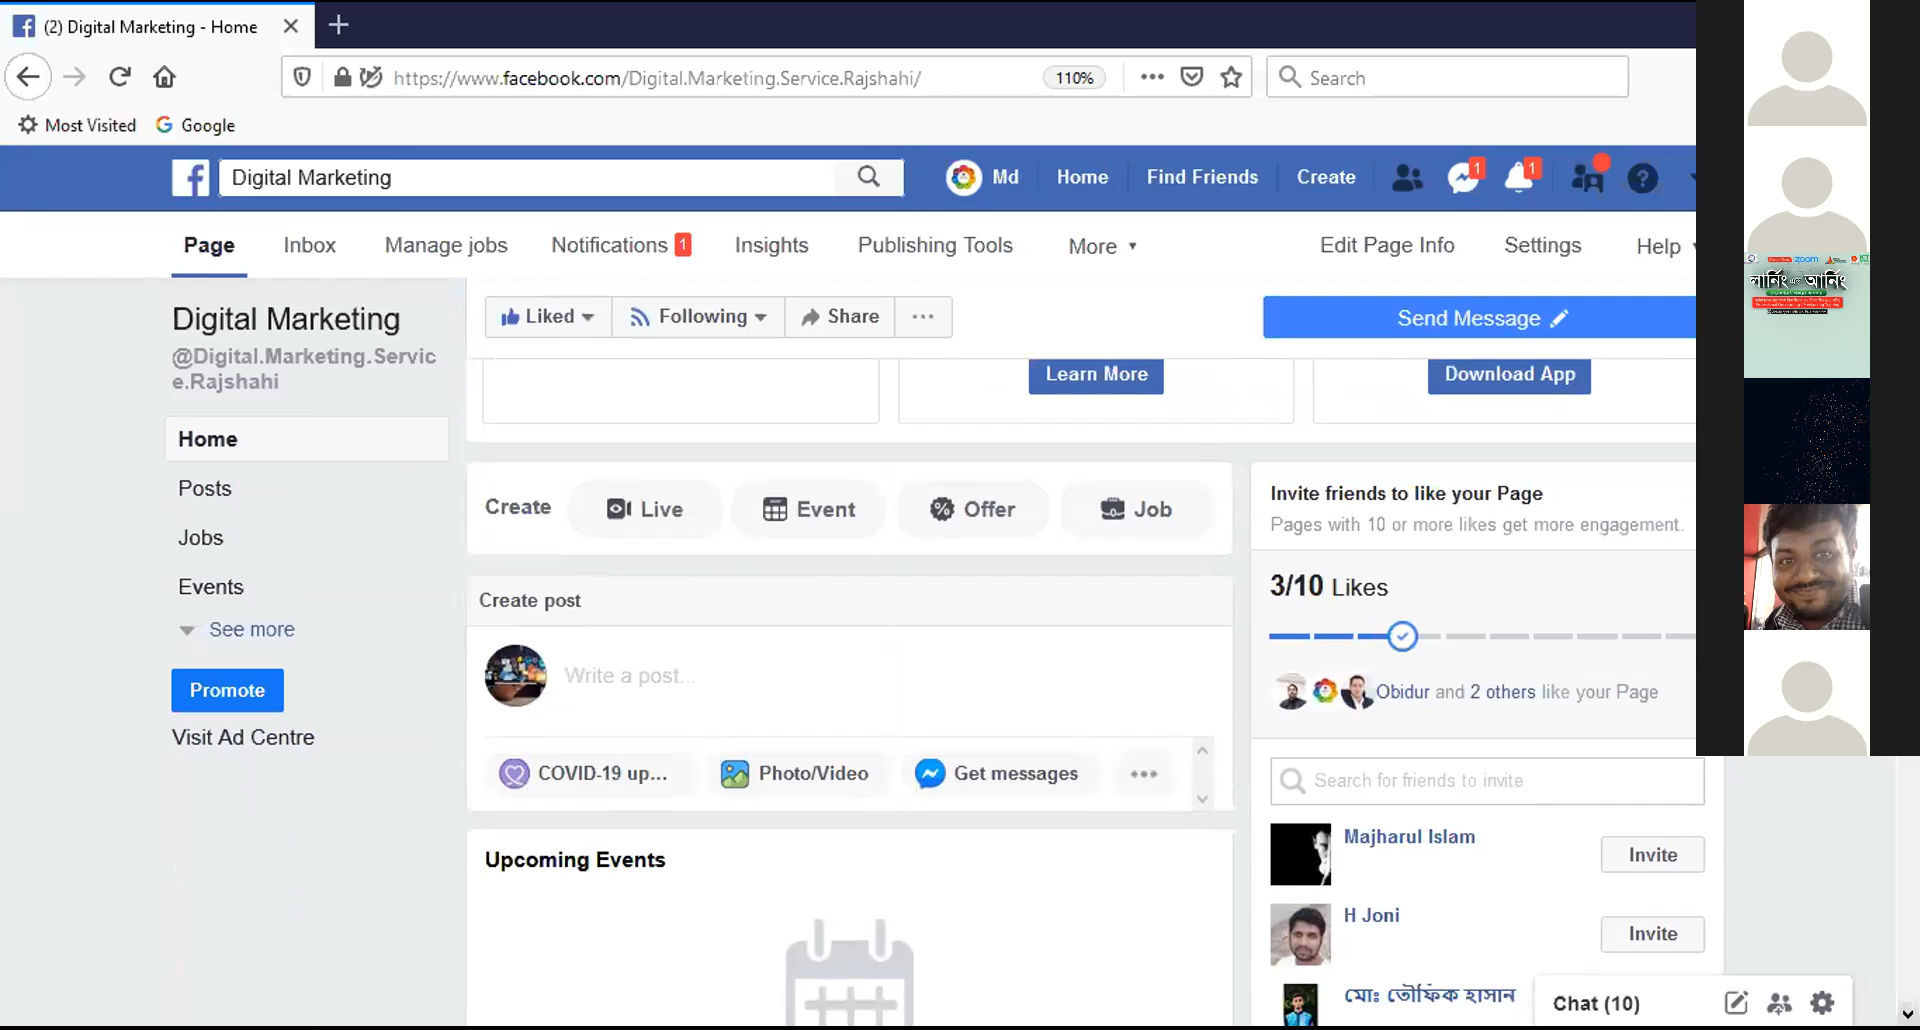 (2) Digital Marketing - Home
https://www.facebook.com/Digital.Marketing.Service.Rajshahi/
110%
Search
Most Visited
Google
Digital Marketing
Md
Home
Find Friends
Create
1
1
Page
Inbox
Manage jobs
Notifications 1
Insights
Publishing Tools
More
Edit Page Info
Settings
Help
Digital Marketing
@Digital.Marketing.Servic
e.Rajshahi
Home
Posts
Jobs
Events
See more
Promote
Visit Ad Centre
Liked
Following
Share
Send Message
Learn More
Download App
Create
Live
Event
Offer
Job
Create post
Write a post...
COVID-19 up...
Photo/Video
Get messages
Upcoming Events
Invite friends to like your Page
Pages with 10 or more likes get more engagement.
3/10 Likes
Obidur and 2 others like your Page
Search for friends to invite
Majharul Islam
Invite
H Joni
Invite
মোঃ তৌফিক হাসান
Chat (10)
zoom
লার্নিং এন্ড আর্নিং